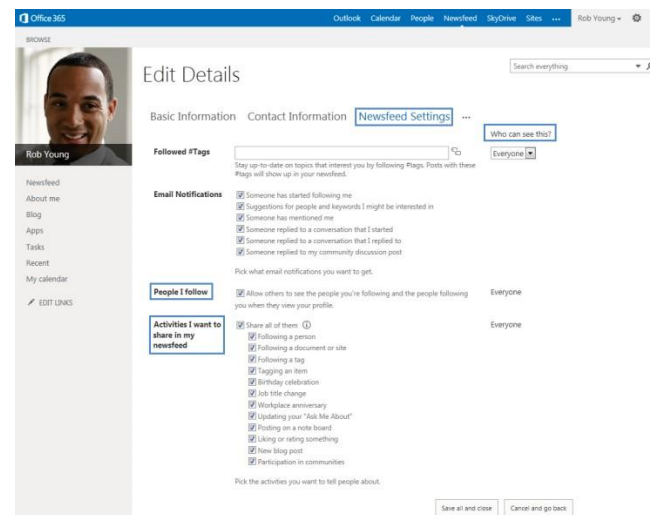 Office 365
Outlook Calendar People Newsfeed SkyDrive Sites ... Rob Young
BROWSE
Edit Details
Search everything
Basic Information Contact Information Newsfeed Settings ...
Who can see this?
Rob Young
Followed #Tags
Everyone
Stay up-to-date on topics that interest you by following #tags. Posts with these
#tags will show up in your newsfeed.
Newsfeed
About me
Blog
Apps
Tasks
Recent
My calendar
EDIT LINKS
Email Notifications
Someone has started following me
Suggestions for people and keywords I might be interested in
Someone has mentioned me
Someone replied to a conversation that I started
Someone replied to a conversation that I replied to
Someone replied to my community discussion post
Pick what email notifications you want to get.
People I follow
Allow others to see the people you're following and the people following
you when they view your profile.
Everyone
Activities I want to
share in my
newsfeed
Share all of them
Everyone
Following a person
Following a document or site
Following a tag
Tagging an item
Birthday celebration
Job title change
Workplace anniversary
Updating your "Ask Me About"
Posting on a note board
Liking or rating something
New blog post
Participation in communities
Pick the activities you want to tell people about.
Save all and close
Cancel and go back